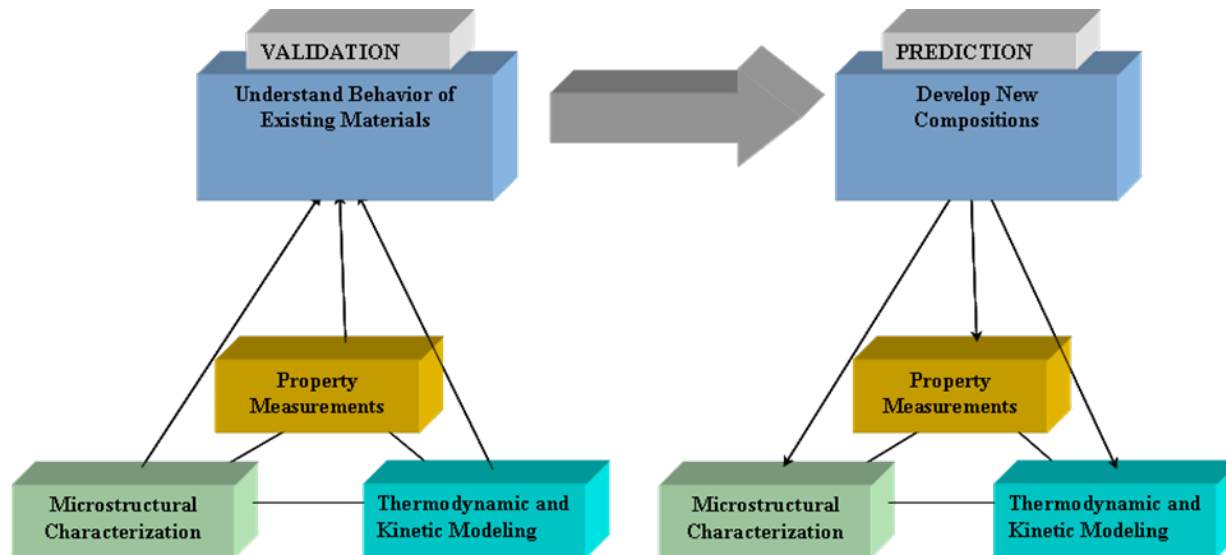 VALIDATION
Understand Behavior of
Existing Materials
Property
Measurements
Microstructural
Characterization
Thermodynamic and
Kinetic Modeling
PREDICTION
Develop New
Compositions
Property
Measurements
Microstructural
Characterization
Thermodynamic and
Kinetic Modeling